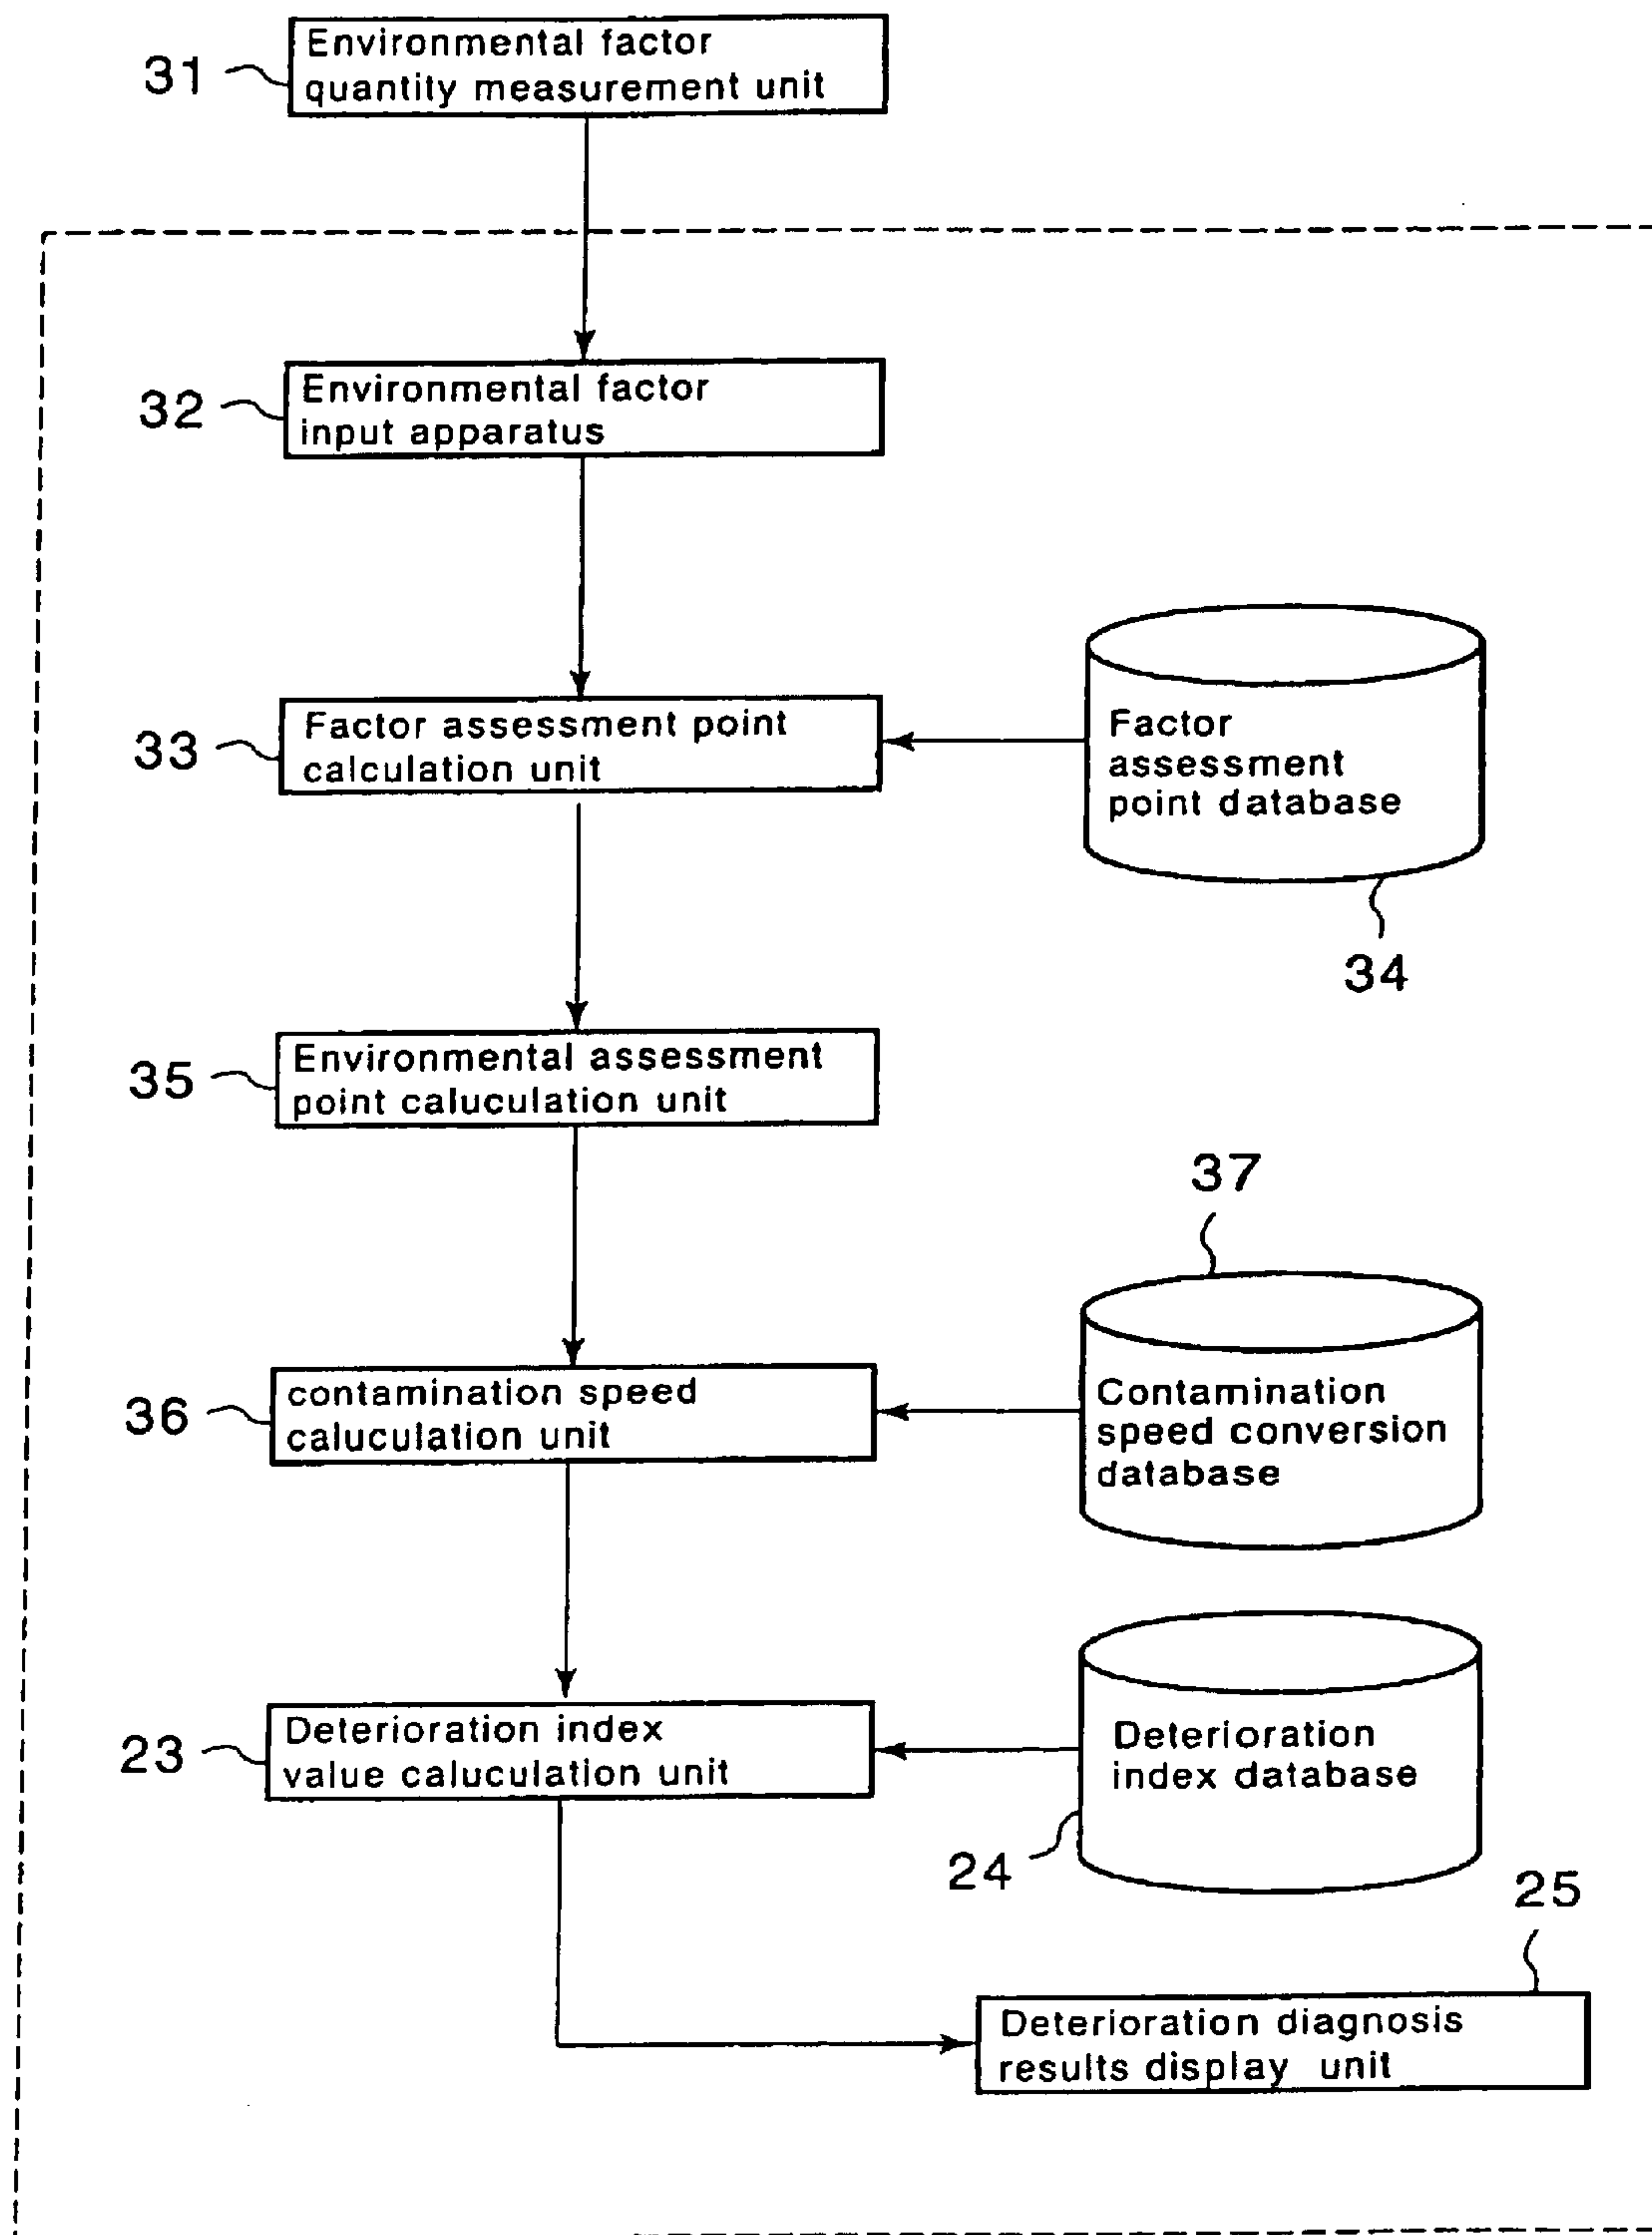 31
Environmental factor
quantity measurement unit
32
Environmental factor
input apparatus
33
Factor assessment point
calculation unit
Factor
assessment
point database
34
35
Environmental assessment
point caluculation unit
37
36
contamination speed
caluculation unit
Contamination
speed conversion
database
23
Deterioration index
value caluculation unit
Deterioration
index database
24
25
Deterioration diagnosis
results display unit